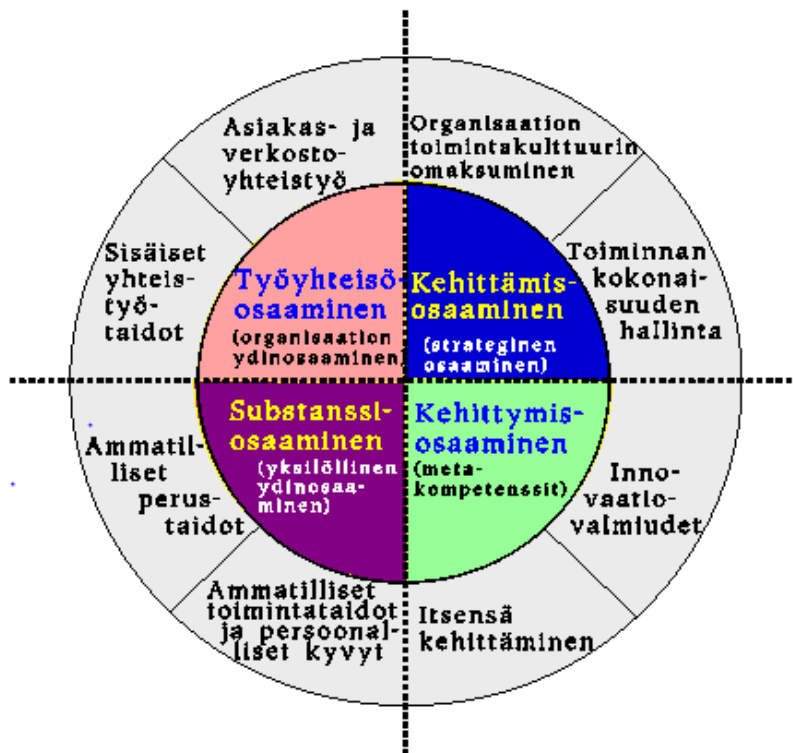 Asiakas- ja
verkosto-
yhteistyö
Organisaation
toimintakulttuurin
omaksuminen
Sisäiset
yhteis-
työ-
taidot
Toiminnan
kokonai-
suuden
hallinta
Työyhteisö-
osaaminen
(organisaation
ydinosaaminen)
Kehittämis-
osaaminen
(strateginen
osaaminen)
Substanssi-
osaaminen
(yksilöllinen
ydinosaa-
minen)
Kehittymis-
osaaminen
(meta-
kompetenssit)
Ammatil-
liset
perus-
taidot
Inno-
vaatio-
valmiudet
Ammatilliset
toimintataidot
ja persoonal-
liset kyvyt
Itsensä
kehittäminen